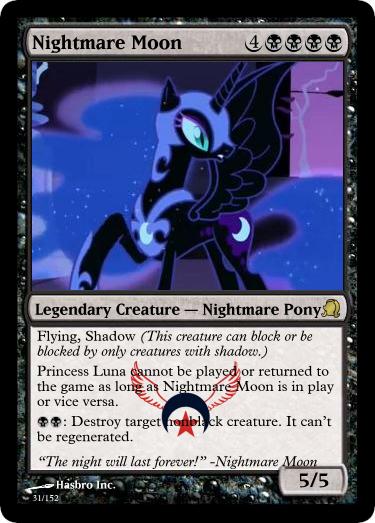 Nightmare Moon 4
Legendary Creature — Nightmare Pony
Flying, Shadow (This creature can block or be
blocked by only creatures with shadow.)
Princess Luna cannot be played or returned to
the game as long as Nightmare Moon is in play
or vice versa.
: Destroy target nonblack creature. It can't
be regenerated.
“The night will last forever!” -Nightmare Moon
5/5
Hasbro Inc.
31/152